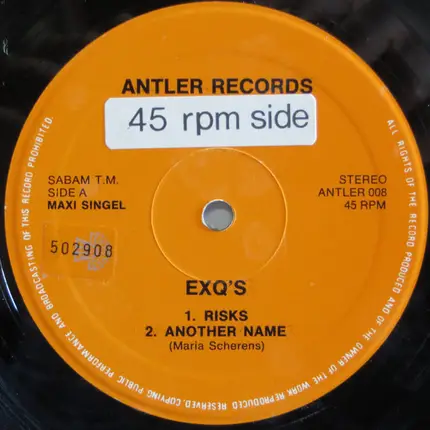 ANTLER RECORDS
45 rpm side
SABAM T.M.
SIDE A
MAXI SINGEL
STEREO
ANTLER 008
45 RPM
502908
EXQ'S
1. RISKS
2. ANOTHER NAME
(Maria Scherens)
ALL RIGHTS OF THE RECORD PRODUCED AND OF THE OWNER OF THE WORK REPRODUCED RESERVED. COPYING, PUBLIC PERFORMANCE AND BROADCASTING OF THIS RECORD PROHIBITED.